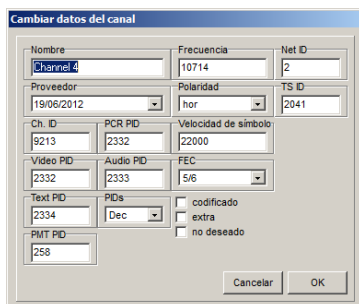 Cambiar datos del canal
Nombre Frecuencia Net ID
Channel 4 10714 2
Proveedor Polaridad TS ID
19/06/2012 hor 2041
Ch. ID PCR PID Velocidad de símbolo
9213 2332 22000
Video PID Audio PID FEC
2332 2333 5/6
Text PID PIDs codificado
2334 Dec extra
PMT PID no deseado
258
Cancelar OK